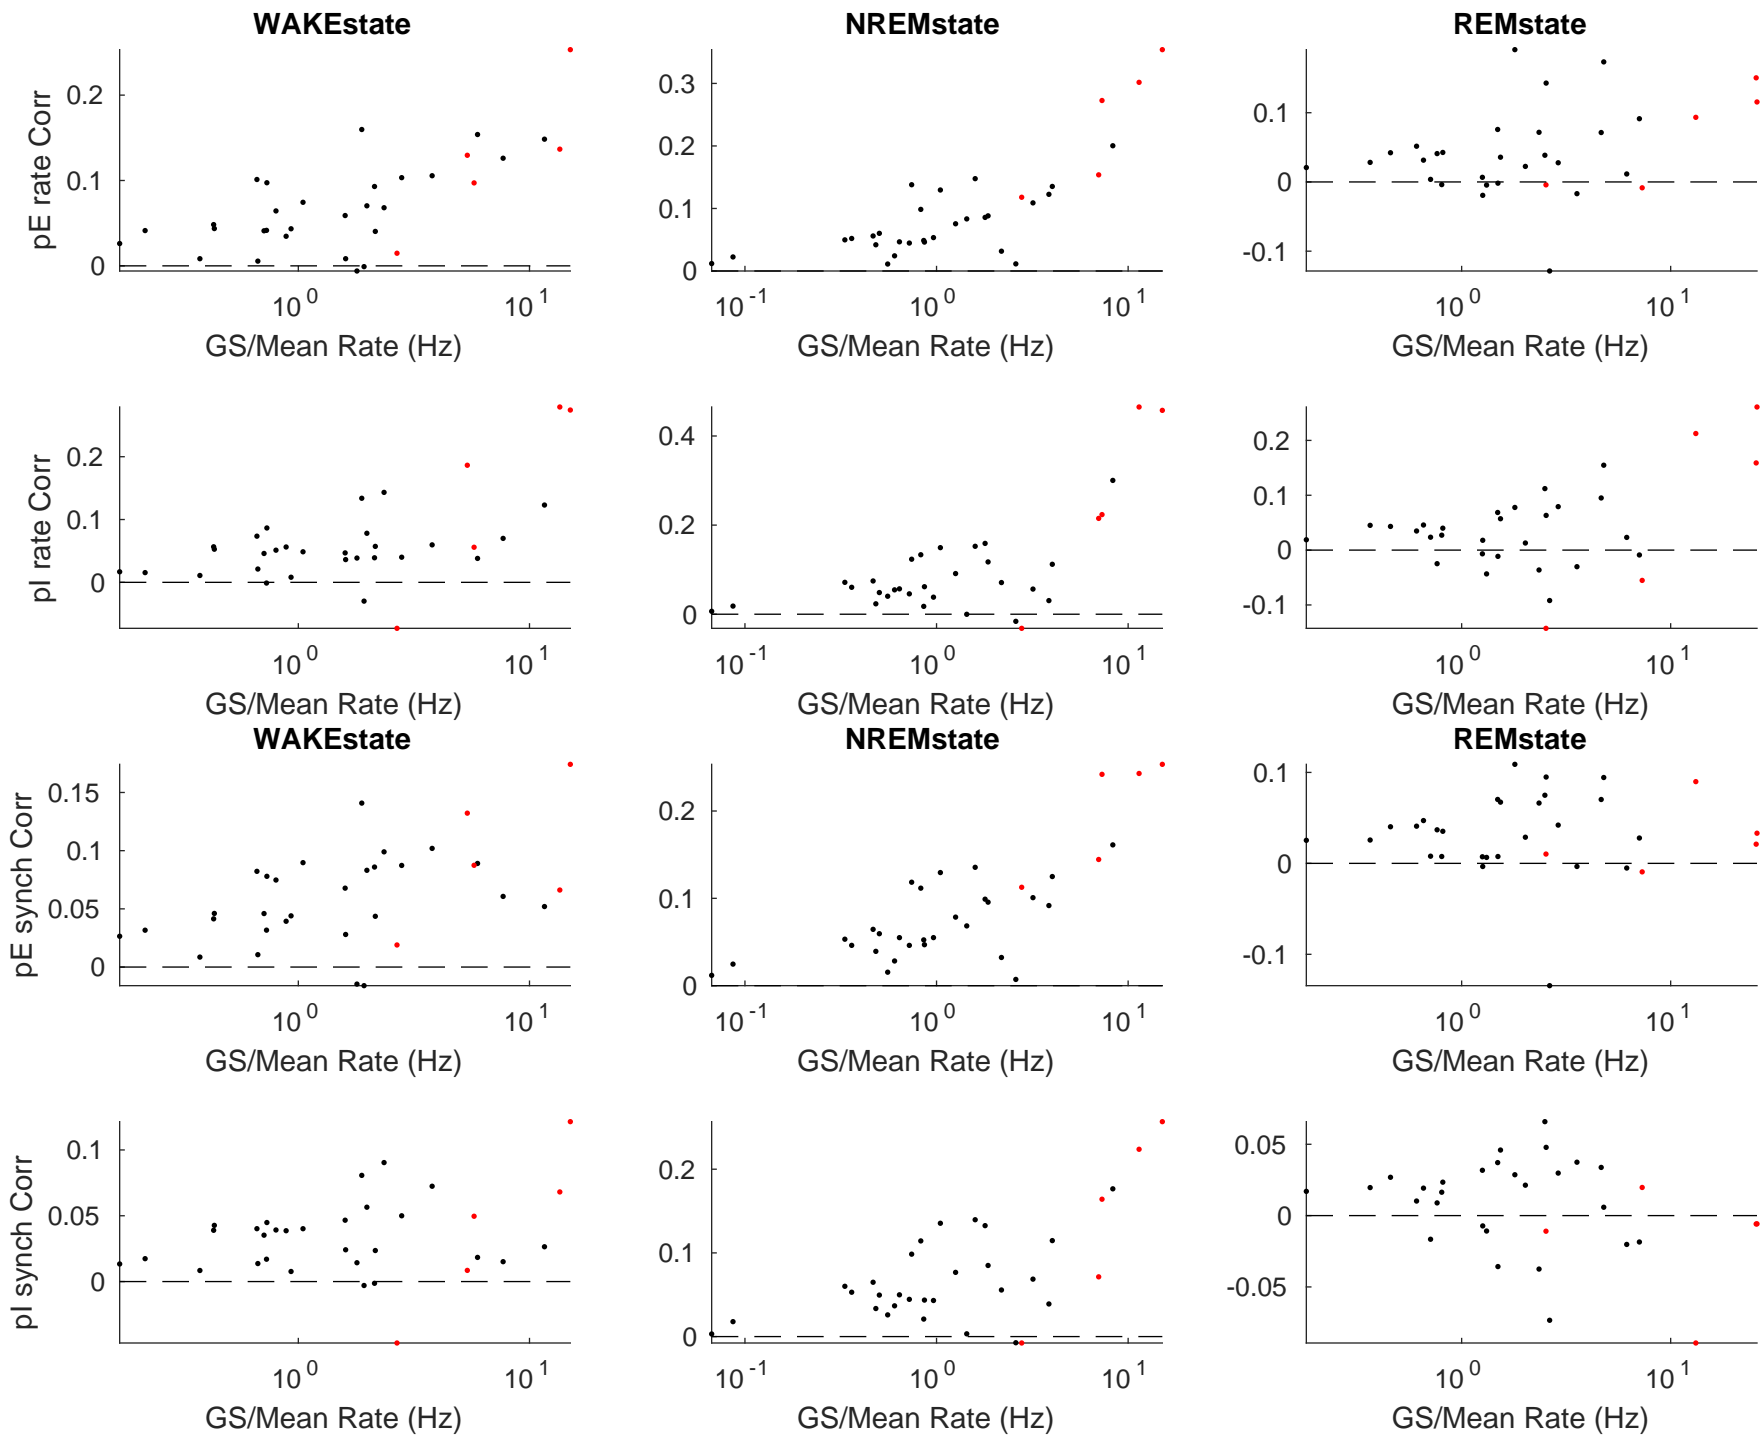 WAKEstate NREMstate REMstate
pE rate Corr
0.2
0.1
0
10^0 10^1
GS/Mean Rate (Hz)
0.3
0.2
0.1
0
10^-1 10^0 10^1
GS/Mean Rate (Hz)
0.1
0
-0.1
10^0 10^1
GS/Mean Rate (Hz)
pI rate Corr
0.2
0.1
0
10^0 10^1
GS/Mean Rate (Hz)
0.4
0.2
0
10^-1 10^0 10^1
GS/Mean Rate (Hz)
0.2
0.1
0
-0.1
10^0 10^1
GS/Mean Rate (Hz)
WAKEstate NREMstate REMstate
pE synch Corr
0.15
0.1
0.05
0
10^0 10^1
GS/Mean Rate (Hz)
0.2
0.1
0
10^-1 10^0 10^1
GS/Mean Rate (Hz)
0.1
0
-0.1
10^0 10^1
GS/Mean Rate (Hz)
pI synch Corr
0.1
0.05
0
10^0 10^1
GS/Mean Rate (Hz)
0.2
0.1
0
10^-1 10^0 10^1
GS/Mean Rate (Hz)
0.05
0
-0.05
10^0 10^1
GS/Mean Rate (Hz)